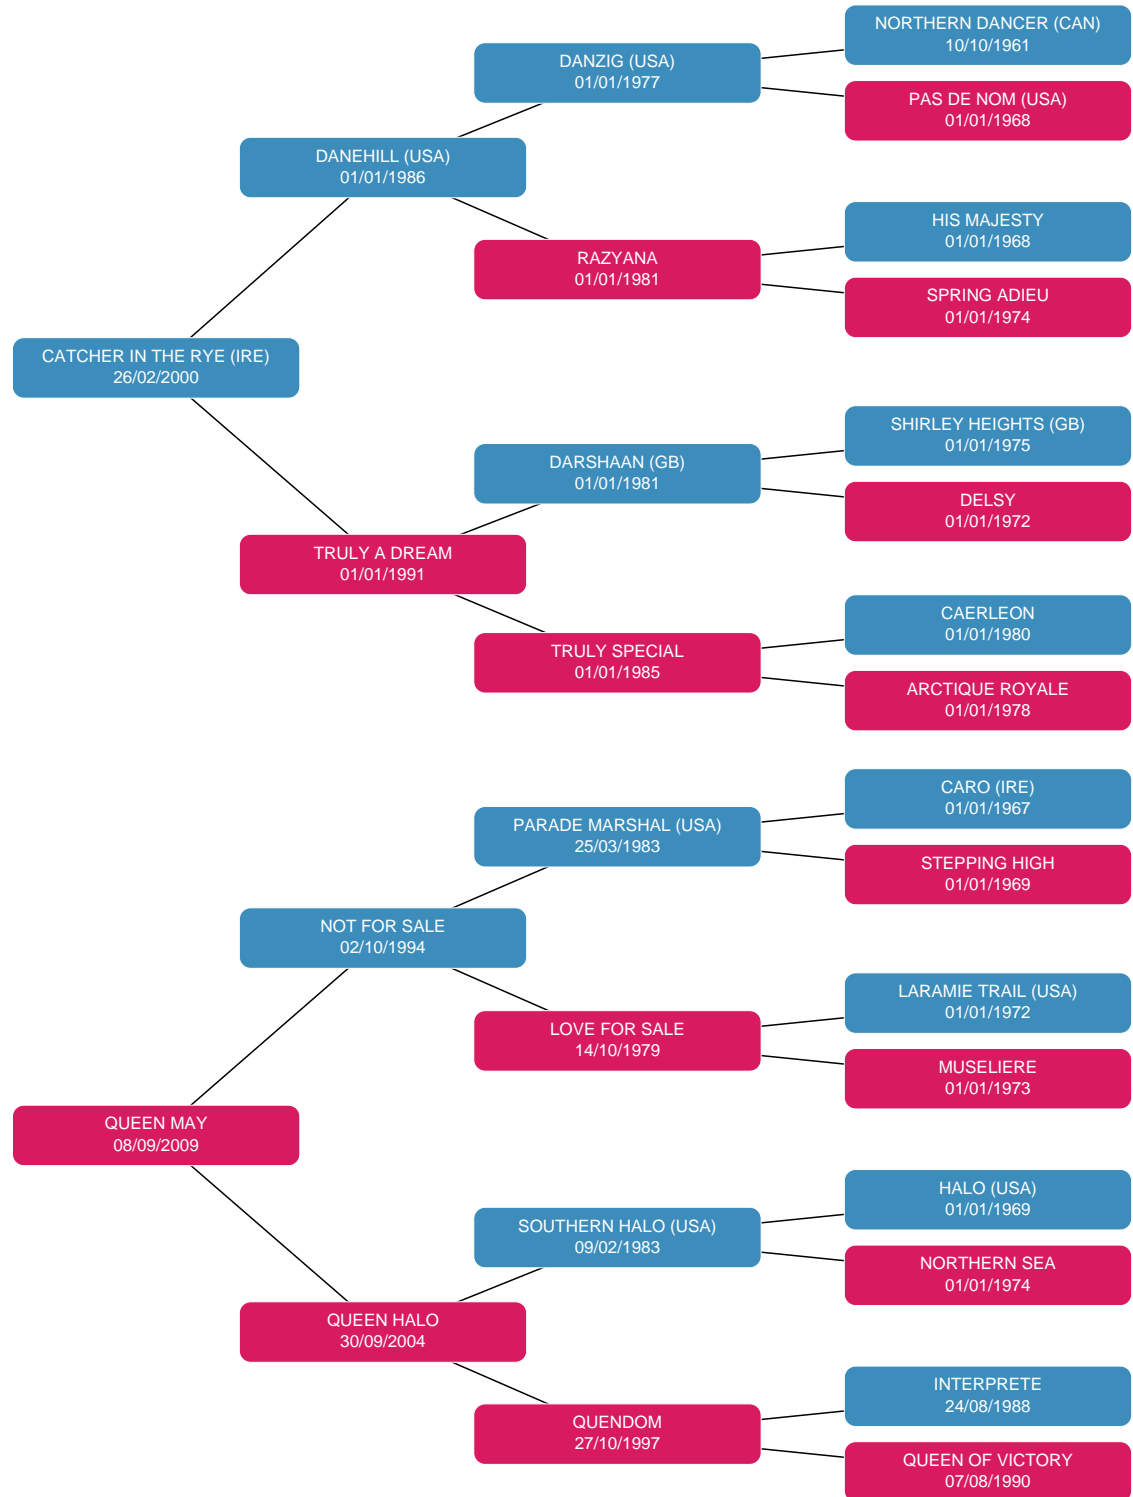 NORTHERN DANCER (CAN)
10/10/1961
DANZIG (USA)
01/01/1977
PAS DE NOM (USA)
01/01/1968
DANEHILL (USA)
01/01/1986
HIS MAJESTY
01/01/1968
RAZYANA
01/01/1981
SPRING ADIEU
01/01/1974
CATCHER IN THE RYE (IRE)
26/02/2000
SHIRLEY HEIGHTS (GB)
01/01/1975
DARSHAAN (GB)
01/01/1981
DELSY
01/01/1972
TRULY A DREAM
01/01/1991
CAERLEON
01/01/1980
TRULY SPECIAL
01/01/1985
ARCTIQUE ROYALE
01/01/1978
CARO (IRE)
01/01/1967
PARADE MARSHAL (USA)
25/03/1983
STEPPING HIGH
01/01/1969
NOT FOR SALE
02/10/1994
LARAMIE TRAIL (USA)
01/01/1972
LOVE FOR SALE
14/10/1979
MUSELIERE
01/01/1973
QUEEN MAY
08/09/2009
HALO (USA)
01/01/1969
SOUTHERN HALO (USA)
09/02/1983
NORTHERN SEA
01/01/1974
QUEEN HALO
30/09/2004
INTERPRETE
24/08/1988
QUENDOM
27/10/1997
QUEEN OF VICTORY
07/08/1990